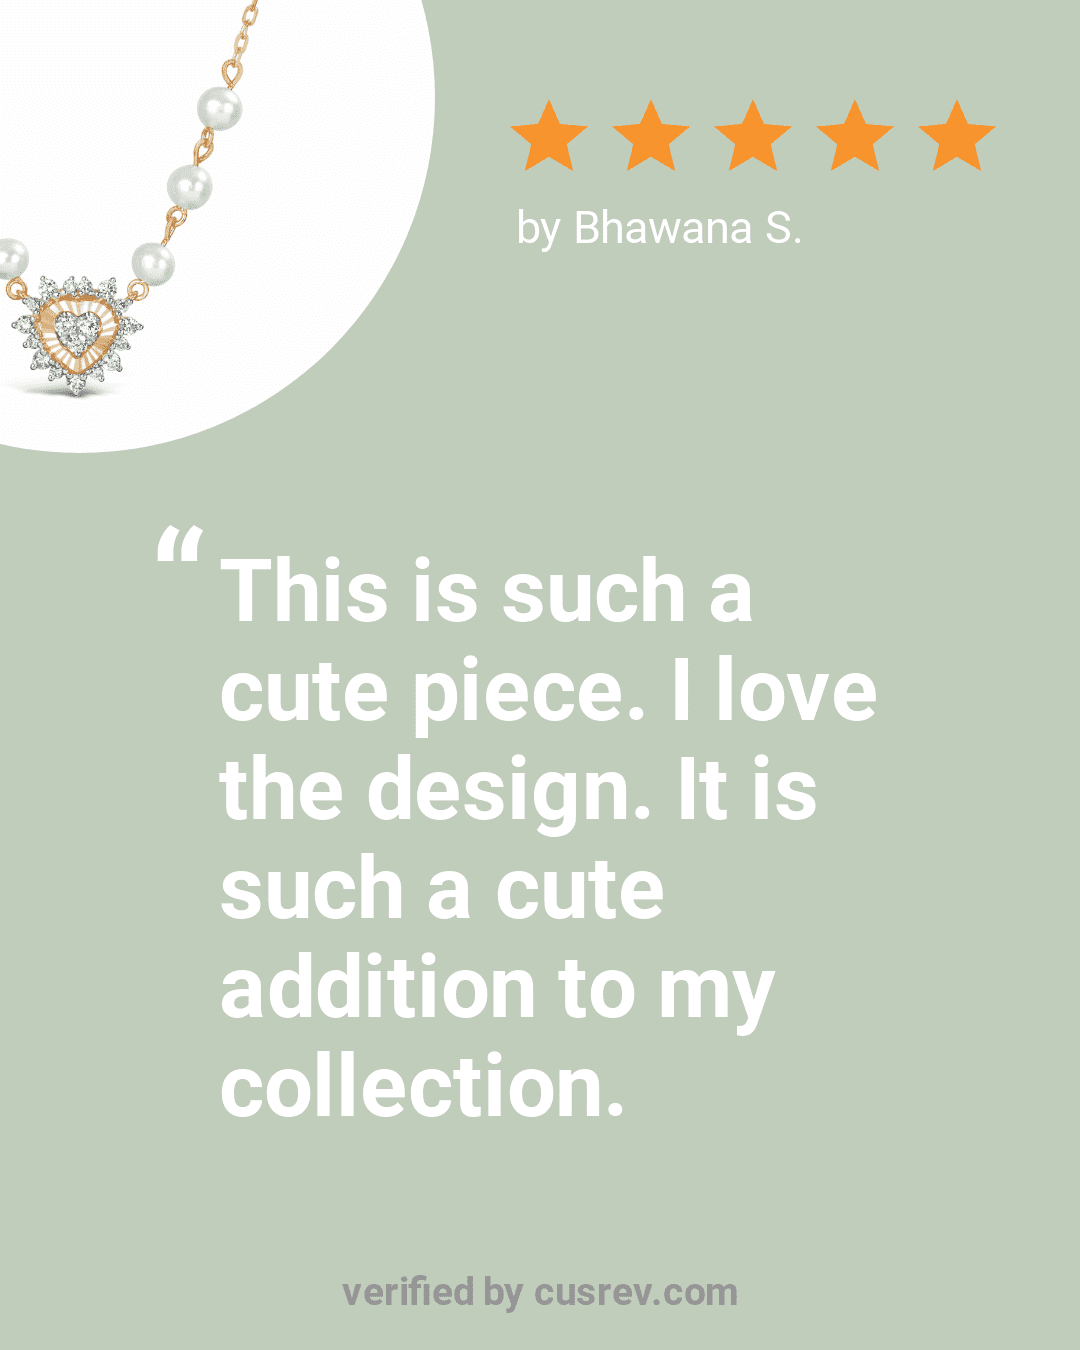 by Bhawana S.
“ This is such a
cute piece. I love
the design. It is
such a cute
addition to my
collection.
verified by cusrev.com